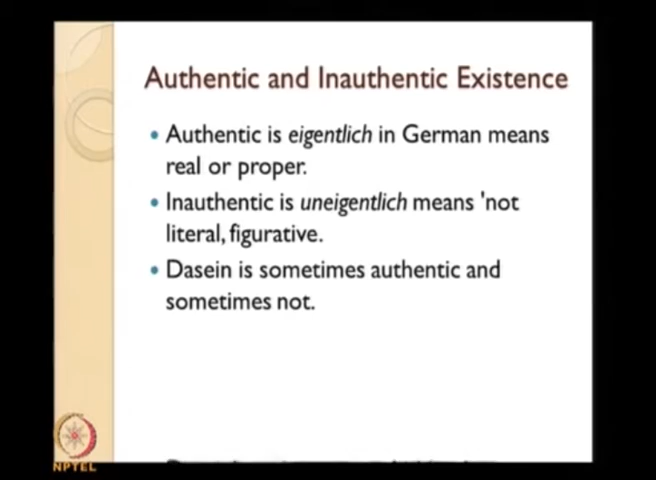 Authentic and Inauthentic Existence
• Authentic is eigentlich in German means
real or proper.
• Inauthentic is uneigentlich means 'not
literal, figurative.
• Dasein is sometimes authentic and
sometimes not.
NPTEL